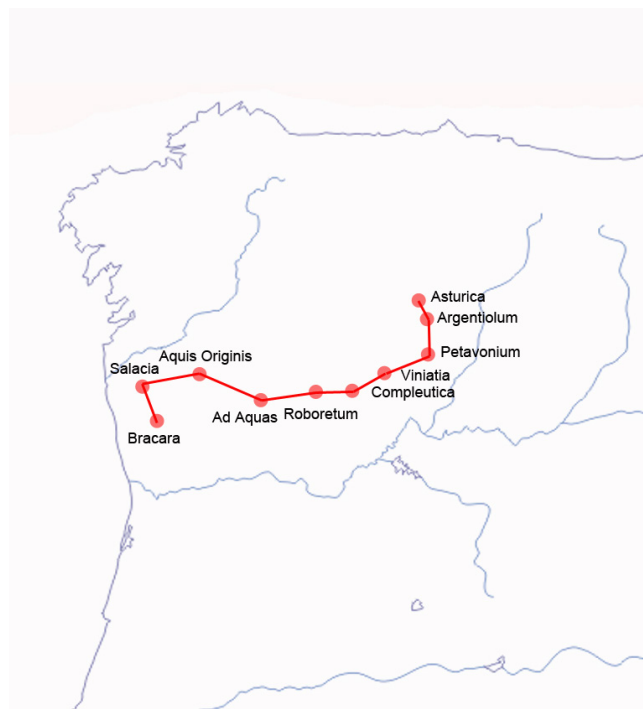 Asturica
Argentiolum
Petavonium
Aquis Originis
Salacia
Viniatia
Compleutica
Ad Aquas
Roboretum
Bracara